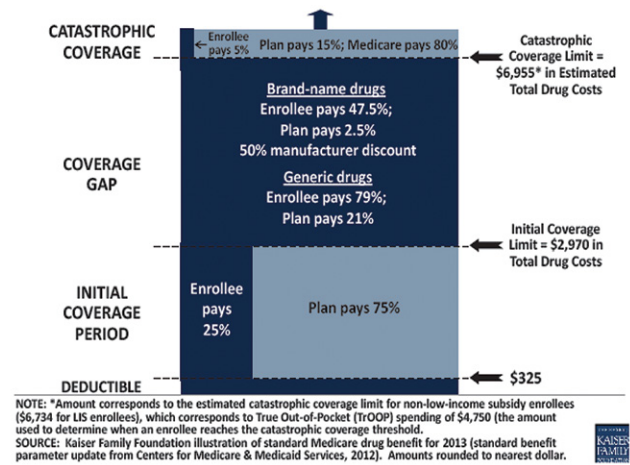 CATASTROPHIC
COVERAGE
Enrollee
pays 5%
Plan pays 15%; Medicare pays 80%
Catastrophic
Coverage Limit =
$6,955* in Estimated
Total Drug Costs
COVERAGE
GAP
Brand-name drugs
Enrollee pays 47.5%;
Plan pays 2.5%
50% manufacturer discount
Generic drugs
Enrollee pays 79%;
Plan pays 21%
Initial Coverage
Limit = $2,970 in
Total Drug Costs
INITIAL
COVERAGE
PERIOD
Enrollee
pays
25%
Plan pays 75%
$325
DEDUCTIBLE
NOTE: *Amount corresponds to the estimated catastrophic coverage limit for non-low-income subsidy enrollees
($6,734 for LIS enrollees), which corresponds to True Out-of-Pocket (TrOOP) spending of $4,750 (the amount
used to determine when an enrollee reaches the catastrophic coverage threshold.
SOURCE: Kaiser Family Foundation illustration of standard Medicare drug benefit for 2013 (standard benefit
parameter update from Centers for Medicare & Medicaid Services, 2012).  Amounts rounded to nearest dollar.
KAISER
FAMILY